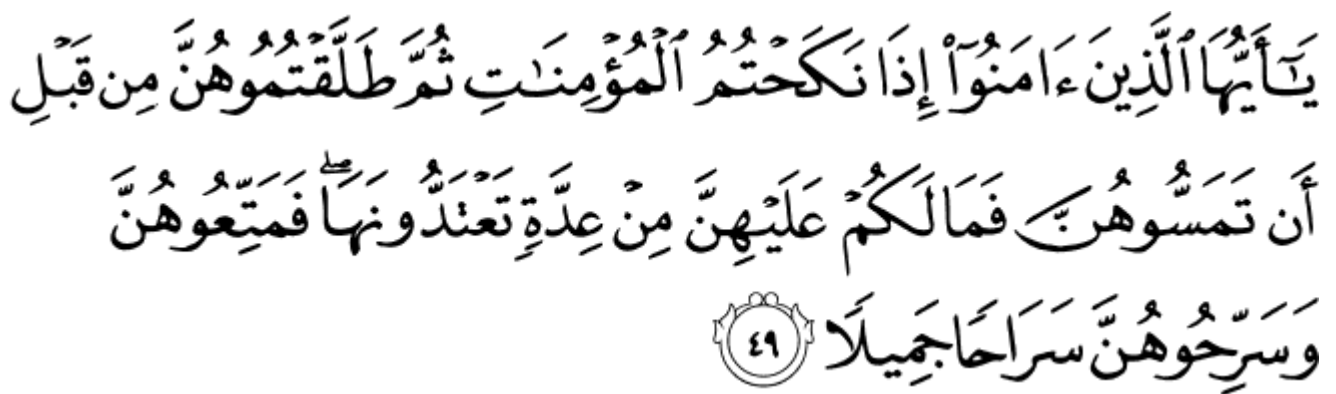 يَـٰٓأَيُّهَا ٱلَّذِينَ ءَامَنُوٓا۟ إِذَا نَكَحْتُمُ ٱلْمُؤْمِنَـٰتِ ثُمَّ طَلَّقْتُمُوهُنَّ مِن قَبْلِ
أَن تَمَسُّوهُنَّ فَمَا لَكُمْ عَلَيْهِنَّ مِنْ عِدَّةٍ تَعْتَدُّونَهَا ۖ فَمَتِّعُوهُنَّ
وَسَرِّحُوهُنَّ سَرَاحًا جَمِيلًا ٤٩